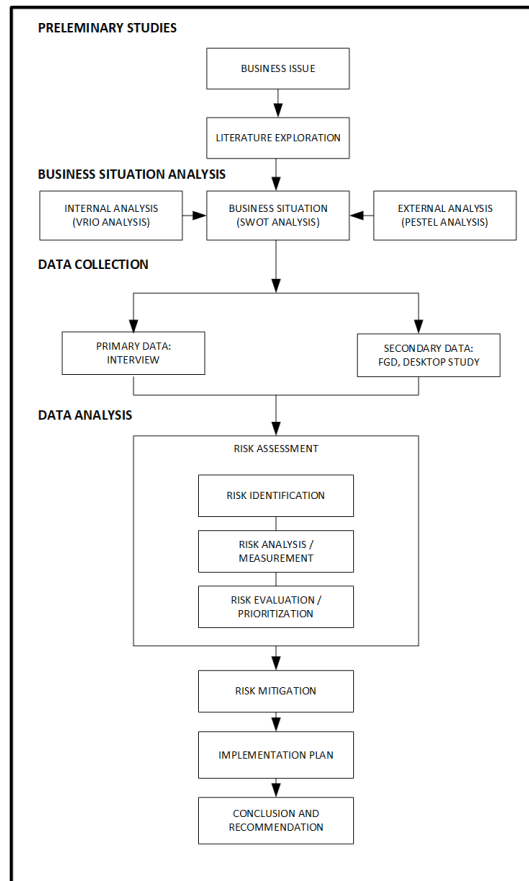 PRELEMINARY STUDIES
BUSINESS ISSUE
LITERATURE EXPLORATION
BUSINESS SITUATION ANALYSIS
INTERNAL ANALYSIS
(VRIO ANALYSIS)
BUSINESS SITUATION
(SWOT ANALYSIS)
EXTERNAL ANALYSIS
(PESTEL ANALYSIS)
DATA COLLECTION
PRIMARY DATA:
INTERVIEW
SECONDARY DATA:
FGD, DESKTOP STUDY
DATA ANALYSIS
RISK ASSESSMENT
RISK IDENTIFICATION
RISK ANALYSIS /
MEASUREMENT
RISK EVALUATION /
PRIORITIZATION
RISK MITIGATION
IMPLEMENTATION PLAN
CONCLUSION AND
RECOMMENDATION